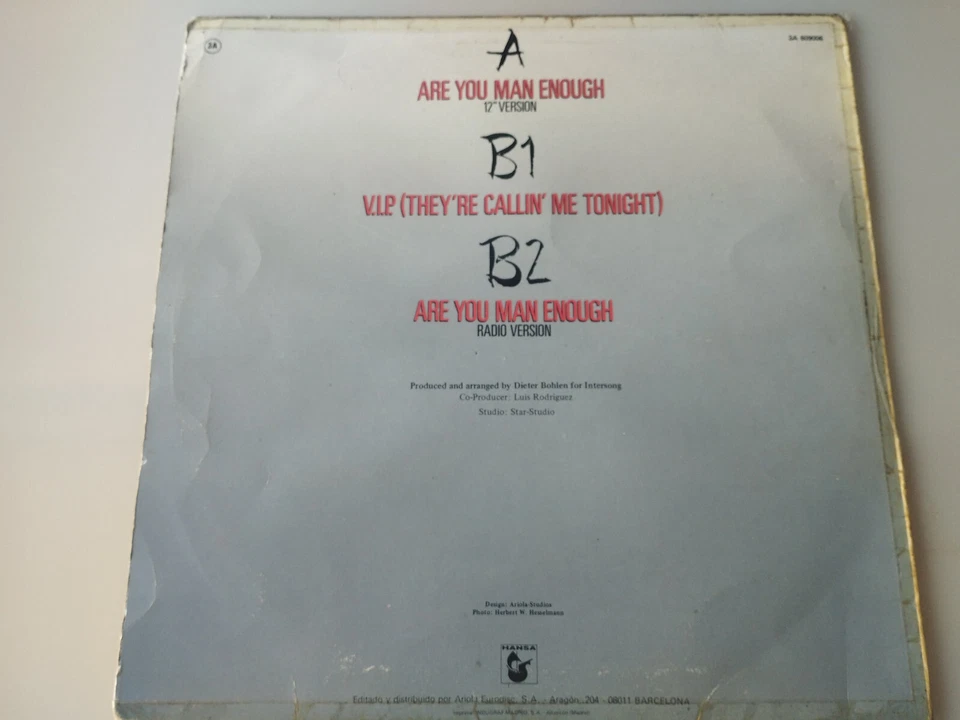 3A
3A 609006
A
ARE YOU MAN ENOUGH
12" VERSION
B1
V.I.P. (THEY'RE CALLIN' ME TONIGHT)
B2
ARE YOU MAN ENOUGH
RADIO VERSION
Produced and arranged by Dieter Bohlen for Intersong
Co-Producer: Luis Rodriguez
Studio: Star-Studio
Design: Ariola-Studios
Photo: Herbert W. Hesselmann
HANSA
Editado y distribuido por Ariola Eurodisc, S.A. Aragón, 204 - 08011 BARCELONA